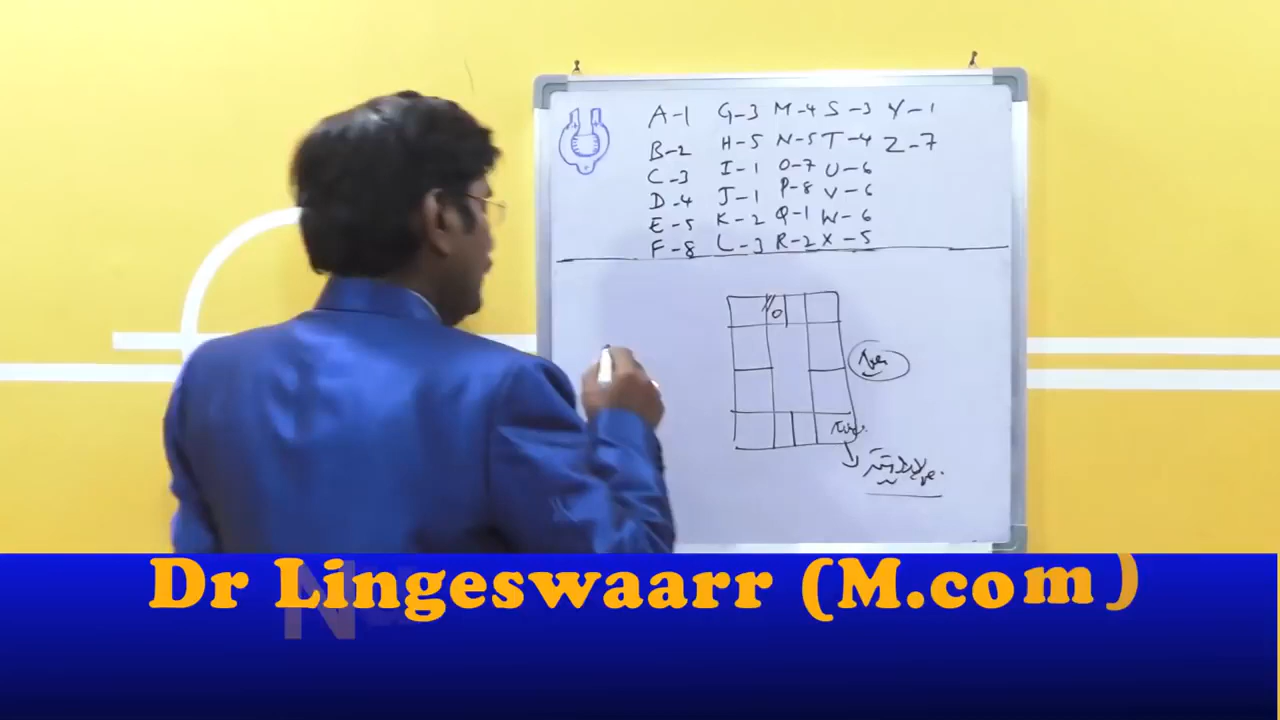 A-1 G-3 M-4 S-3 Y-1
B-2 H-5 N-5 T-4 Z-7
C-3 I-1 O-7 U-6
D-4 J-1 P-8 V-6
E-5 K-2 Q-1 W-6
F-8 L-3 R-2 X-5
Dr Lingeswaarr (M.com)